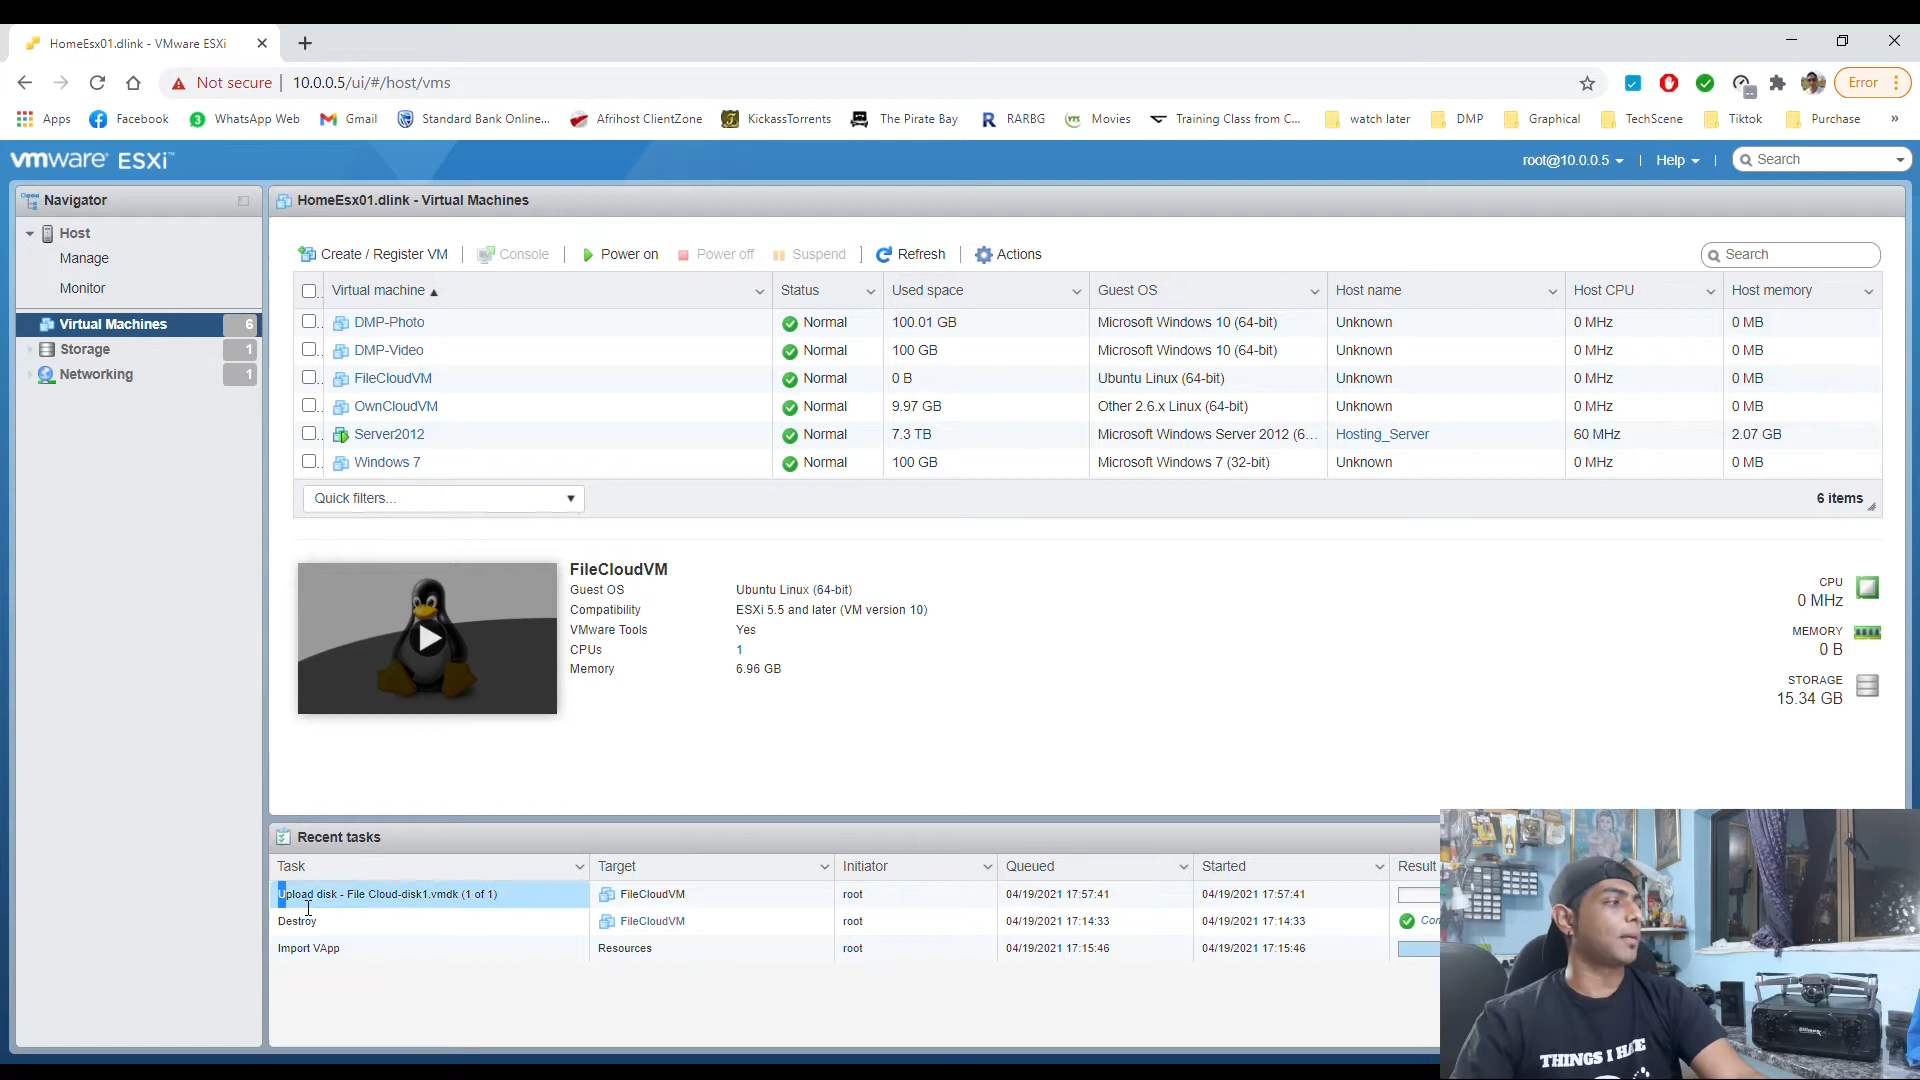 HomeEsx01.dlink - VMware ESXi
Not secure 10.0.0.5/ui/#/host/vms Error
Apps Facebook 3 WhatsApp Web Gmail Standard Bank Online... Afrihost ClientZone KickassTorrents The Pirate Bay R RARBG YTS Movies Training Class from C... watch later DMP Graphical TechScene Tiktok Purchase »
vmware ESXi™ root@10.0.0.5 | Help | Search
Navigator
Host
Manage
Monitor
Virtual Machines 6
Storage 1
Networking 1
HomeEsx01.dlink - Virtual Machines
Create / Register VM | Console | Power on Power off Suspend | Refresh | Actions Search
Virtual machine Status Used space Guest OS Host name Host CPU Host memory
DMP-Photo Normal 100.01 GB Microsoft Windows 10 (64-bit) Unknown 0 MHz 0 MB
DMP-Video Normal 100 GB Microsoft Windows 10 (64-bit) Unknown 0 MHz 0 MB
FileCloudVM Normal 0 B Ubuntu Linux (64-bit) Unknown 0 MHz 0 MB
OwnCloudVM Normal 9.97 GB Other 2.6.x Linux (64-bit) Unknown 0 MHz 0 MB
Server2012 Normal 7.3 TB Microsoft Windows Server 2012 (6... Hosting_Server 60 MHz 2.07 GB
Windows 7 Normal 100 GB Microsoft Windows 7 (32-bit) Unknown 0 MHz 0 MB
Quick filters... 6 items
FileCloudVM
Guest OS Ubuntu Linux (64-bit)
Compatibility ESXi 5.5 and later (VM version 10)
VMware Tools Yes
CPUs 1
Memory 6.96 GB
CPU
0 MHz
MEMORY
0 B
STORAGE
15.34 GB
Recent tasks
Task Target Initiator Queued Started Result
Upload disk - File Cloud-disk1.vmdk (1 of 1) FileCloudVM root 04/19/2021 17:57:41 04/19/2021 17:57:41
Destroy FileCloudVM root 04/19/2021 17:14:33 04/19/2021 17:14:33 Con
Import VApp Resources root 04/19/2021 17:15:46 04/19/2021 17:15:46
THINGS I HATE